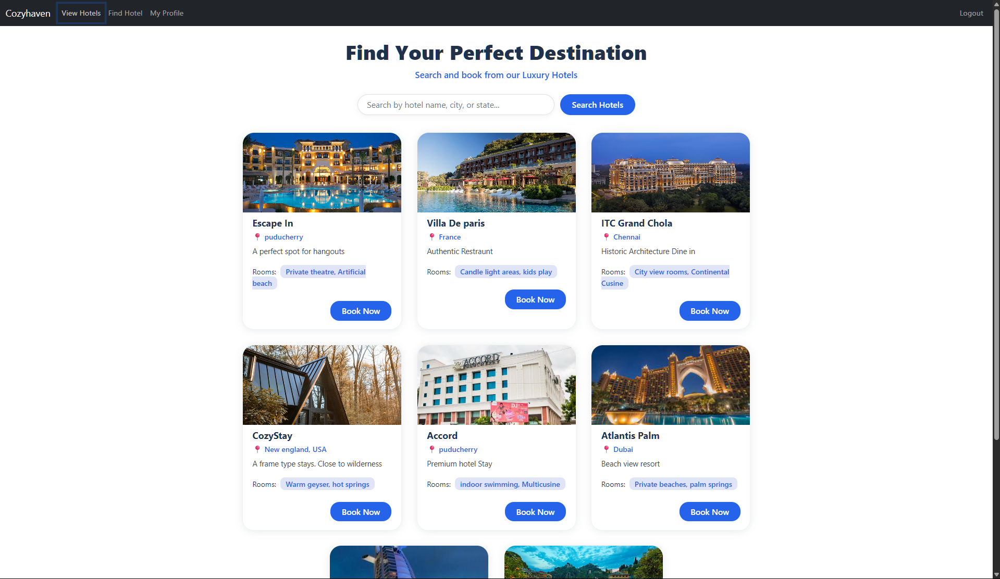 Cozyhaven View Hotels Find Hotel My Profile Logout
Find Your Perfect Destination
Search and book from our Luxury Hotels
Search by hotel name, city, or state... Search Hotels
Escape In
puducherry
A perfect spot for hangouts
Rooms: Private theatre, Artificial
beach
Book Now
Villa De paris
France
Authentic Restraunt
Rooms: Candle light areas, kids play
Book Now
ITC Grand Chola
Chennai
Historic Architecture Dine in
Rooms: City view rooms, Continental
Cusine
Book Now
CozyStay
New england, USA
A frame type stays. Close to wilderness
Rooms: Warm geyser, hot springs
Book Now
ACCORD
PUDUCHERRY
DJ
Accord
puducherry
Premium hotel Stay
Rooms: indoor swimming, Multicusine
Book Now
Atlantis Palm
Dubai
Beach view resort
Rooms: Private beaches, palm springs
Book Now